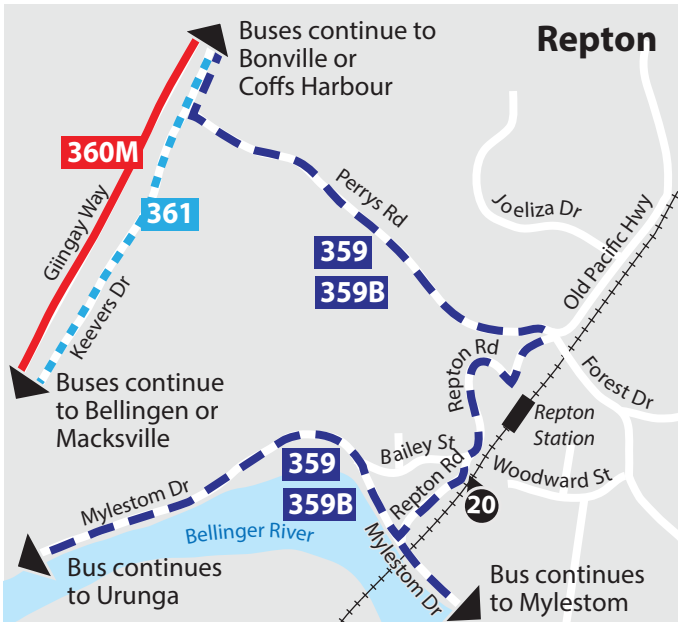 Buses continue to
Bonville or
Coffs Harbour
Repton
360M
361
Giingay Way
Keevers Dr
Perrys Rd
Joeliza Dr
Old Pacific Hwy
359
359B
Buses continue
to Bellingen or
Macksville
Repton Rd
Forest Dr
Repton
Station
Bailey St
Woodward St
359
359B
Repton Rd
20
Mylestom Dr
Bellinger River
Mylestom Dr
Bus continues
to Urunga
Bus continues
to Mylestom